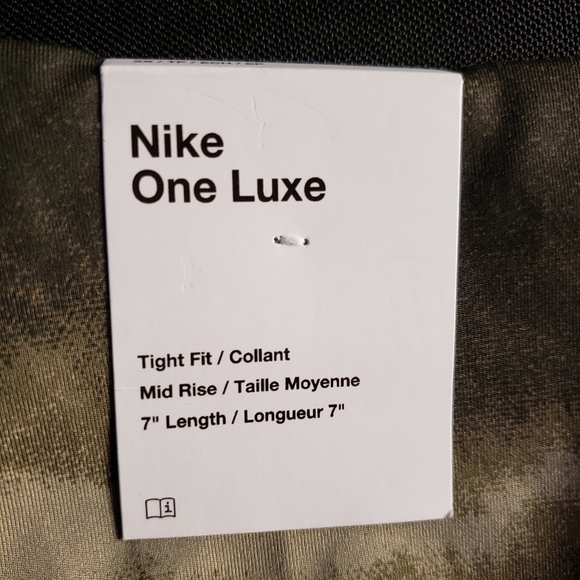 Nike
One Luxe
Tight Fit / Collant
Mid Rise / Taille Moyenne
7" Length / Longueur 7"
i